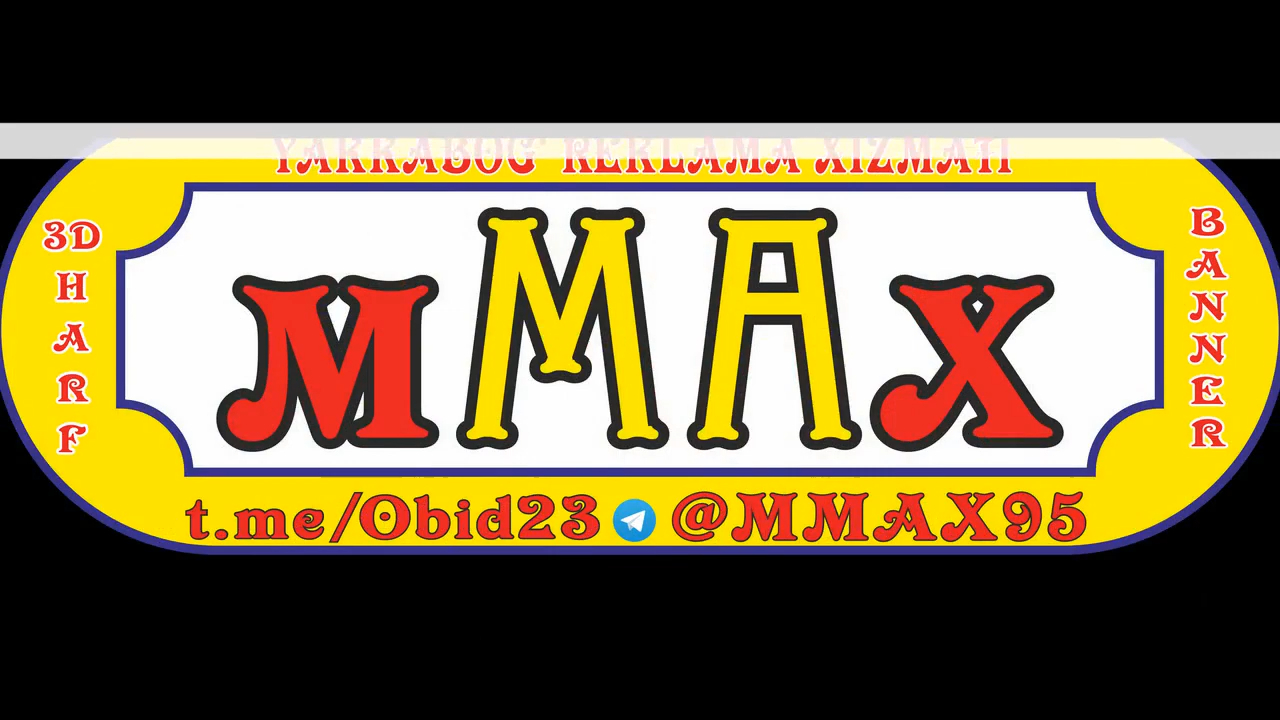 YAKKABOG' REKLAMA XIZMATI
3D
H
A
R
F
MMAX
B
A
N
N
E
R
t.me/Obid23 @MMAX95